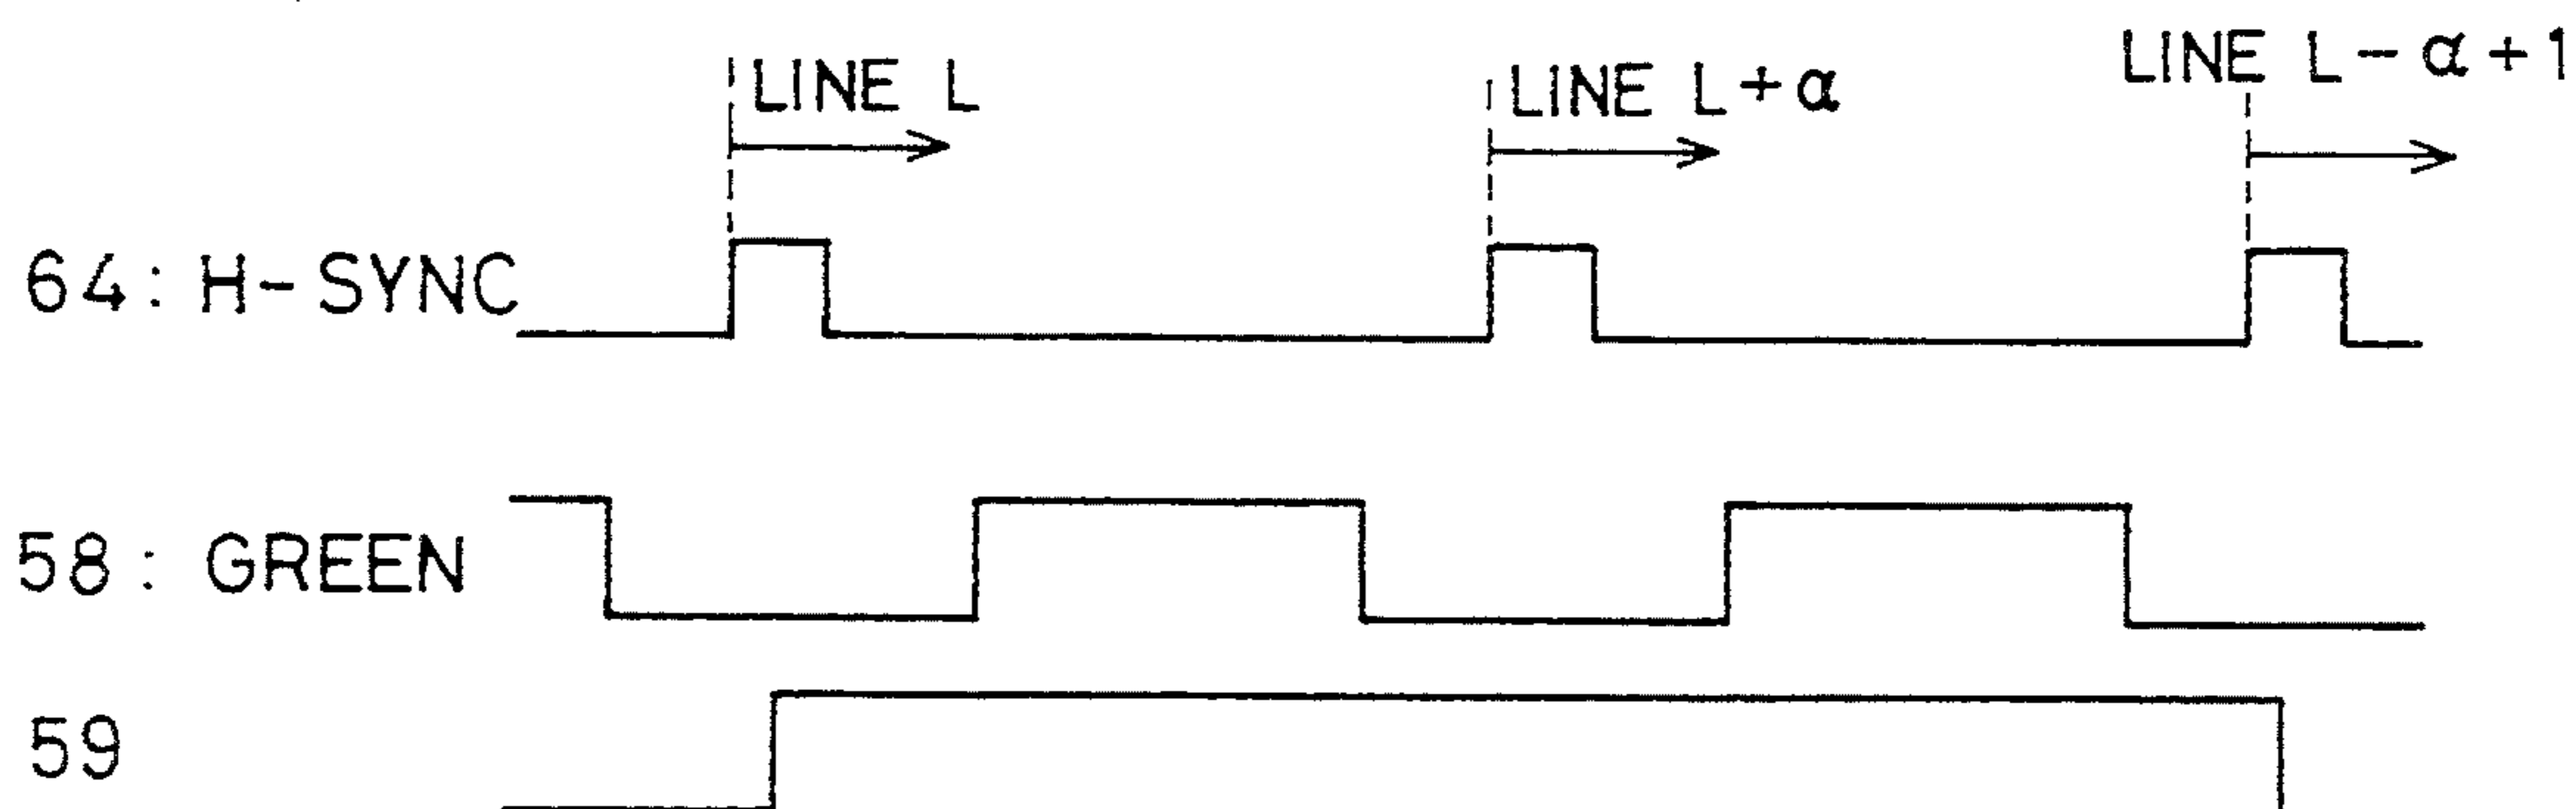 LINE L
LINE L+α
LINE L-α+1
64: H-SYNC
58: GREEN
59